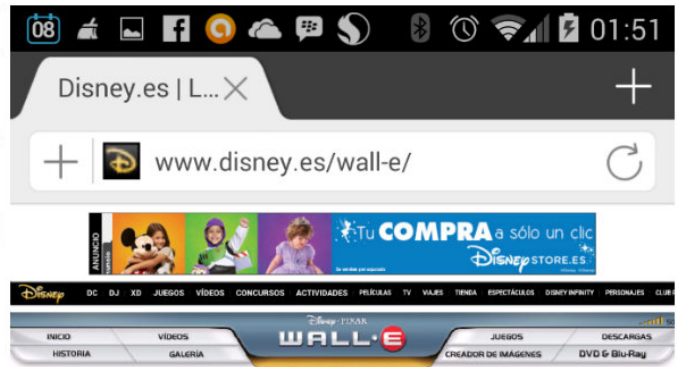 08 01:51
Disney.es | L...
www.disney.es/wall-e/
ANUNCIO
Tu COMPRA a sólo un clic
Disney STORE.ES
Disney DC DJ XD JUEGOS VÍDEOS CONCURSOS ACTIVIDADES PELÍCULAS TV VIAJES TIENDA ESPECTÁCULOS DISNEY INFINITY PERSONAJES CLUB
Disney · PIXAR
INICIO VÍDEOS WALL·E JUEGOS DESCARGAS
HISTORIA GALERÍA CREADOR DE IMÁGENES DVD & Blu-Ray